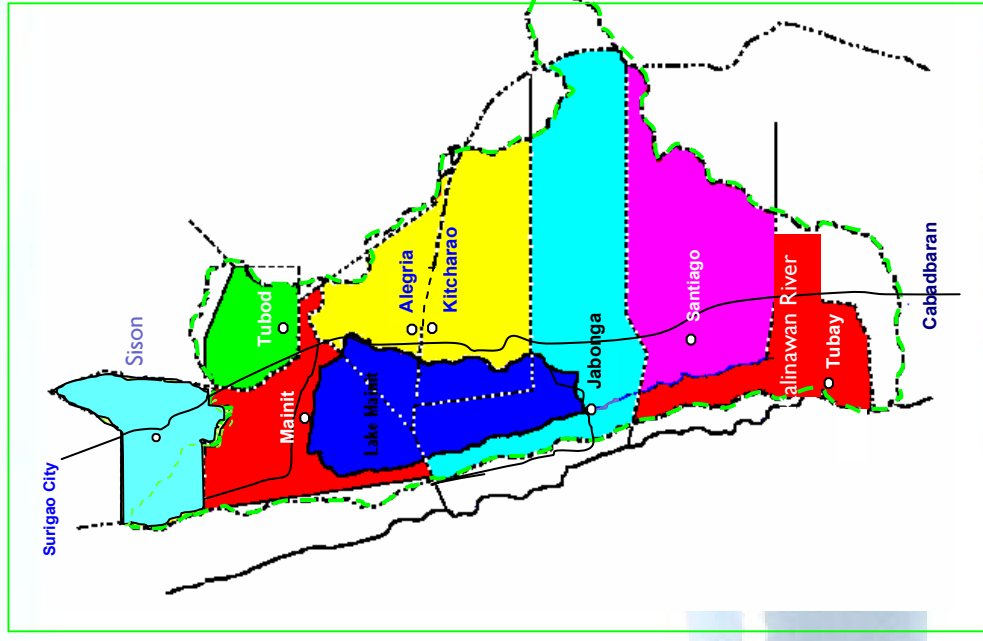 Surigao City
Sison
Tubod
Mainit
Lake Mainit
Alegria
Kitcharao
Jabonga
Santiago
alinawan River
Tubay
Cabadbaran